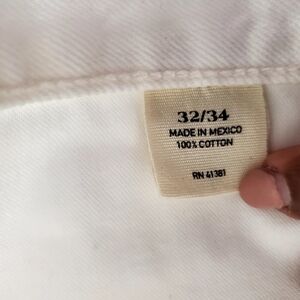 32/34
MADE IN MEXICO
100% COTTON
RN 41381